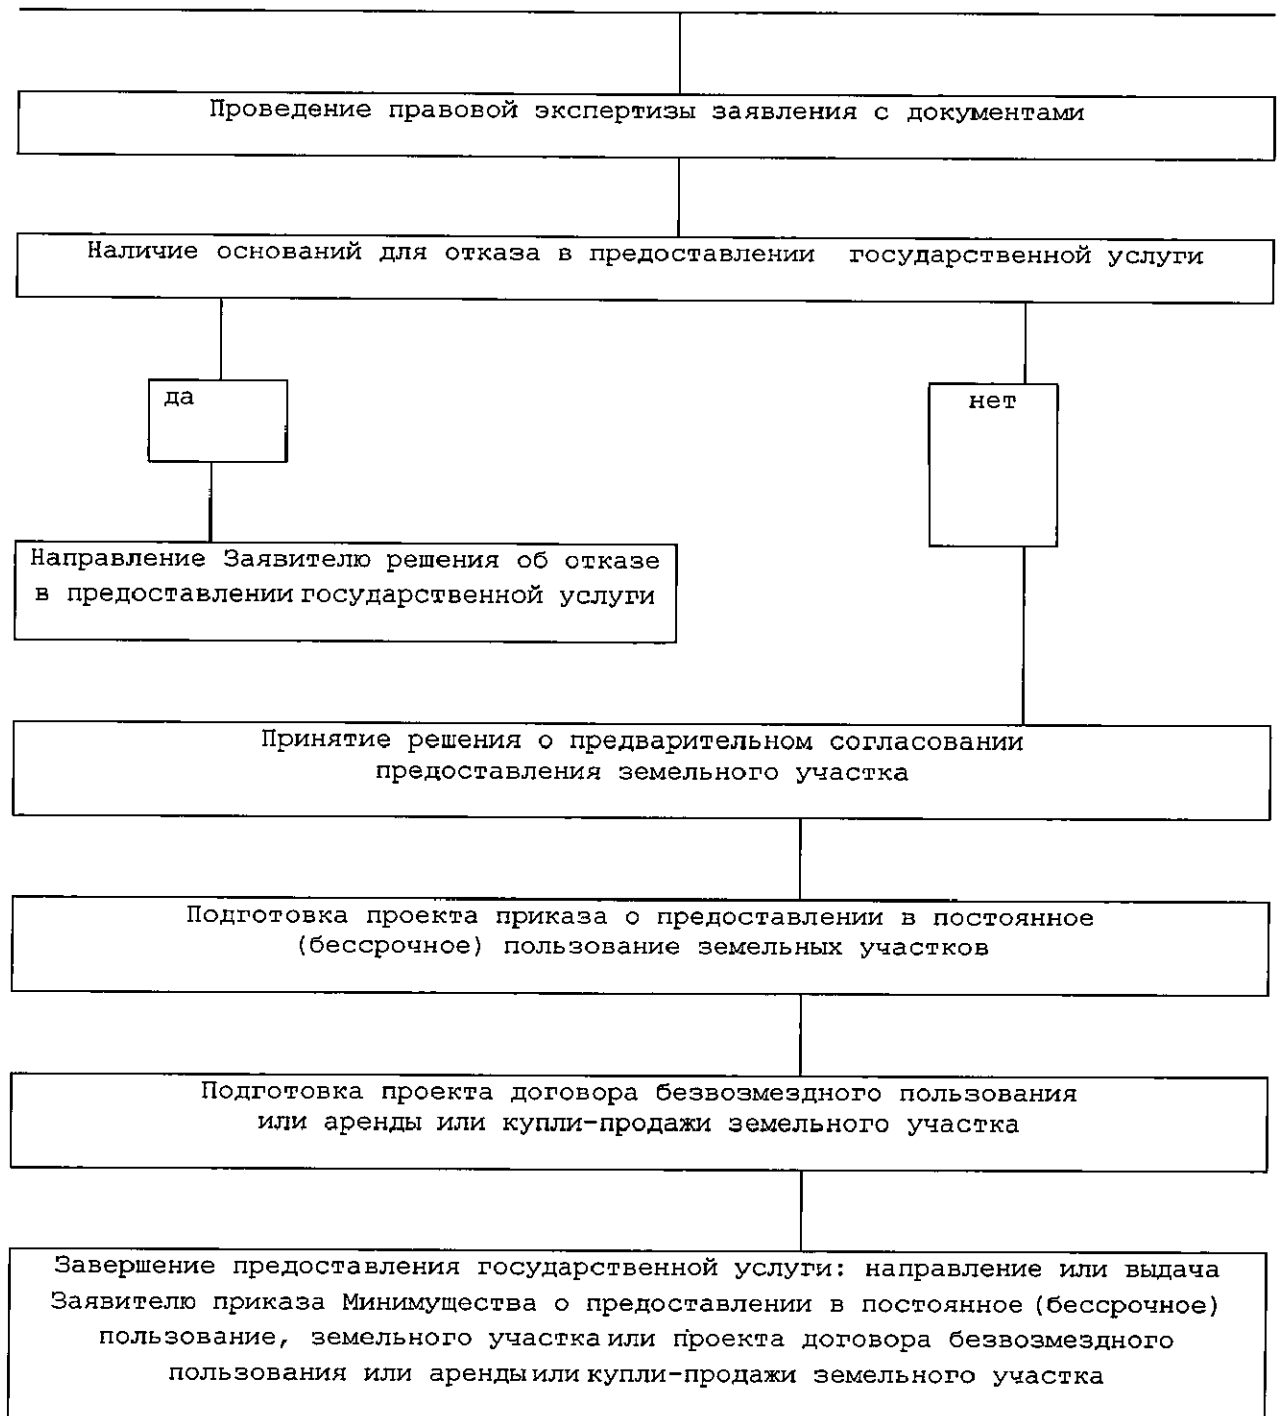 Проведение правовой экспертизы заявления с документами
Наличие оснований для отказа в предоставлении государственной услуги
да
нет
Направление Заявителю решения об отказе
в предоставлении государственной услуги
Принятие решения о предварительном согласовании
предоставления земельного участка
Подготовка проекта приказа о предоставлении в постоянное
(бессрочное) пользование земельных участков
Подготовка проекта договора безвозмездного пользования
или аренды или купли-продажи земельного участка
Завершение предоставления государственной услуги: направление или выдача
Заявителю приказа Минимущества о предоставлении в постоянное (бессрочное)
пользование, земельного участка или проекта договора безвозмездного
пользования или аренды или купли-продажи земельного участка